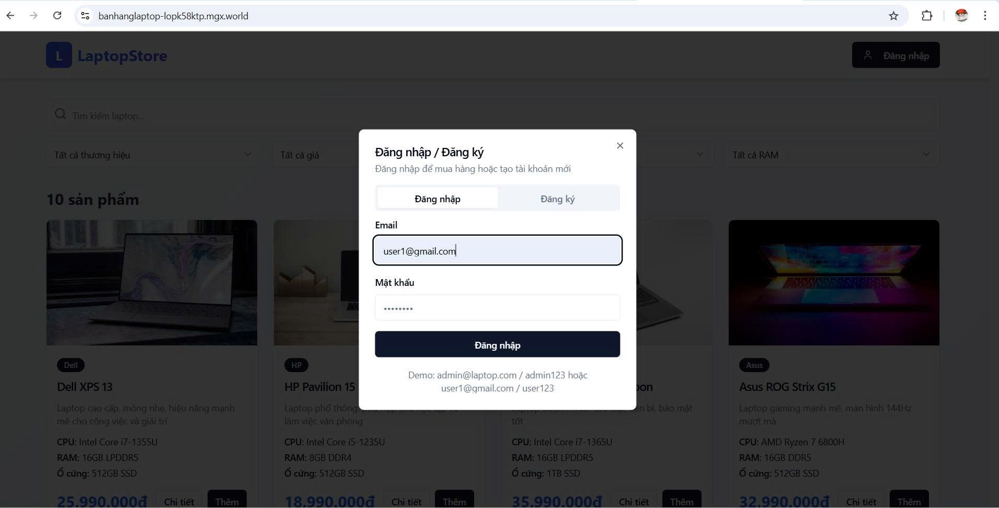 banhanglaptop-lopk58ktp.mgx.world
L LaptopStore
Đăng nhập
Tìm kiếm laptop...
Tất cả thương hiệu
Tất cả giá
Tất cả RAM
10 sản phẩm
Đăng nhập / Đăng ký
Đăng nhập để mua hàng hoặc tạo tài khoản mới
Đăng nhập
Đăng ký
Email
user1@gmail.com
Mật khẩu
••••••••
Đăng nhập
Demo: admin@laptop.com / admin123 hoặc
user1@gmail.com / user123
Dell
Dell XPS 13
Laptop cao cấp, mỏng nhẹ, hiệu năng mạnh
mẽ cho công việc và giải trí
CPU: Intel Core i7-1355U
RAM: 16GB LPDDR5
Ổ cứng: 512GB SSD
25.990.000đ
Chi tiết
Thêm
HP
HP Pavilion 15
Laptop phổ thông,
làm việc văn phòng
CPU: Intel Core i5-1235U
RAM: 8GB DDR4
Ổ cứng: 512GB SSD
18.990.000đ
Chi tiết
Thêm
bảo mật
tốt
CPU: Intel Core i7-1365U
RAM: 16GB LPDDR5
Ổ cứng: 1TB SSD
35.990.000đ
Chi tiết
Thêm
Asus
Asus ROG Strix G15
Laptop gaming mạnh mẽ, màn hình 144Hz
mượt mà
CPU: AMD Ryzen 7 6800H
RAM: 16GB DDR5
Ổ cứng: 512GB SSD
32.990.000đ
Chi tiết
Thêm